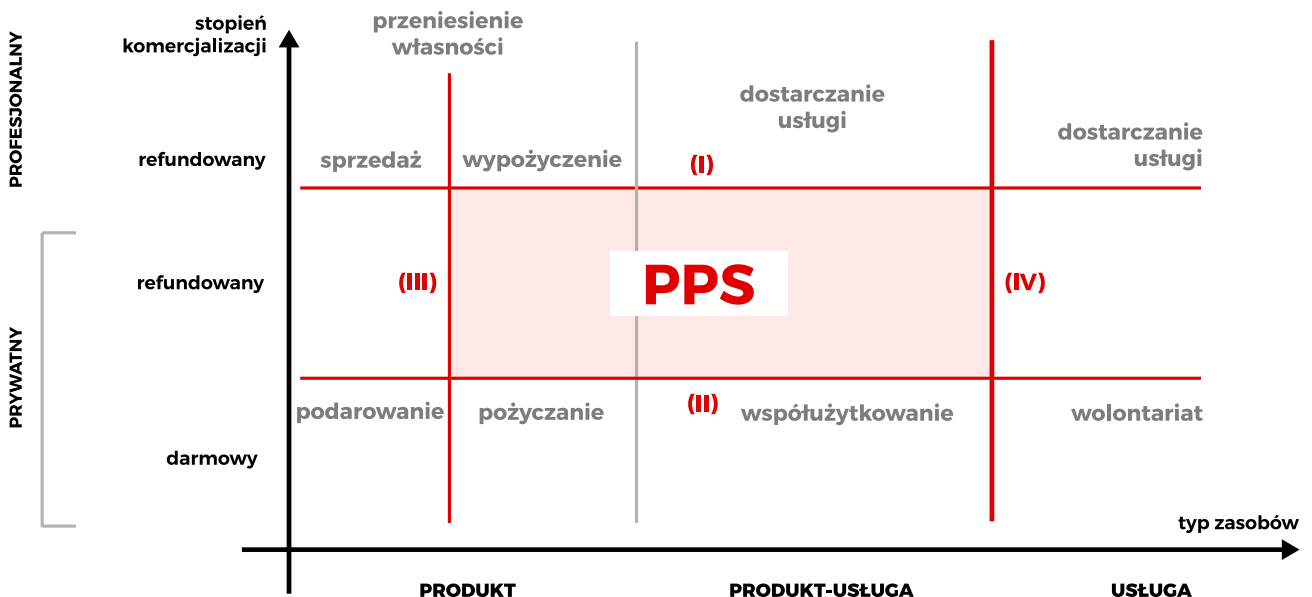 stopień
komercjalizacji
przeniesienie
własności
PROFESJONALNY
dostarczanie
usługi
dostarczanie
usługi
refundowany
sprzedaż
wypożyczenie
(I)
refundowany
(III)
PPS
(IV)
PRYWATNY
podarowanie
pożyczanie
(II)
współużytkowanie
wolontariat
darmowy
typ zasobów
PRODUKT
PRODUKT-USŁUGA
USŁUGA